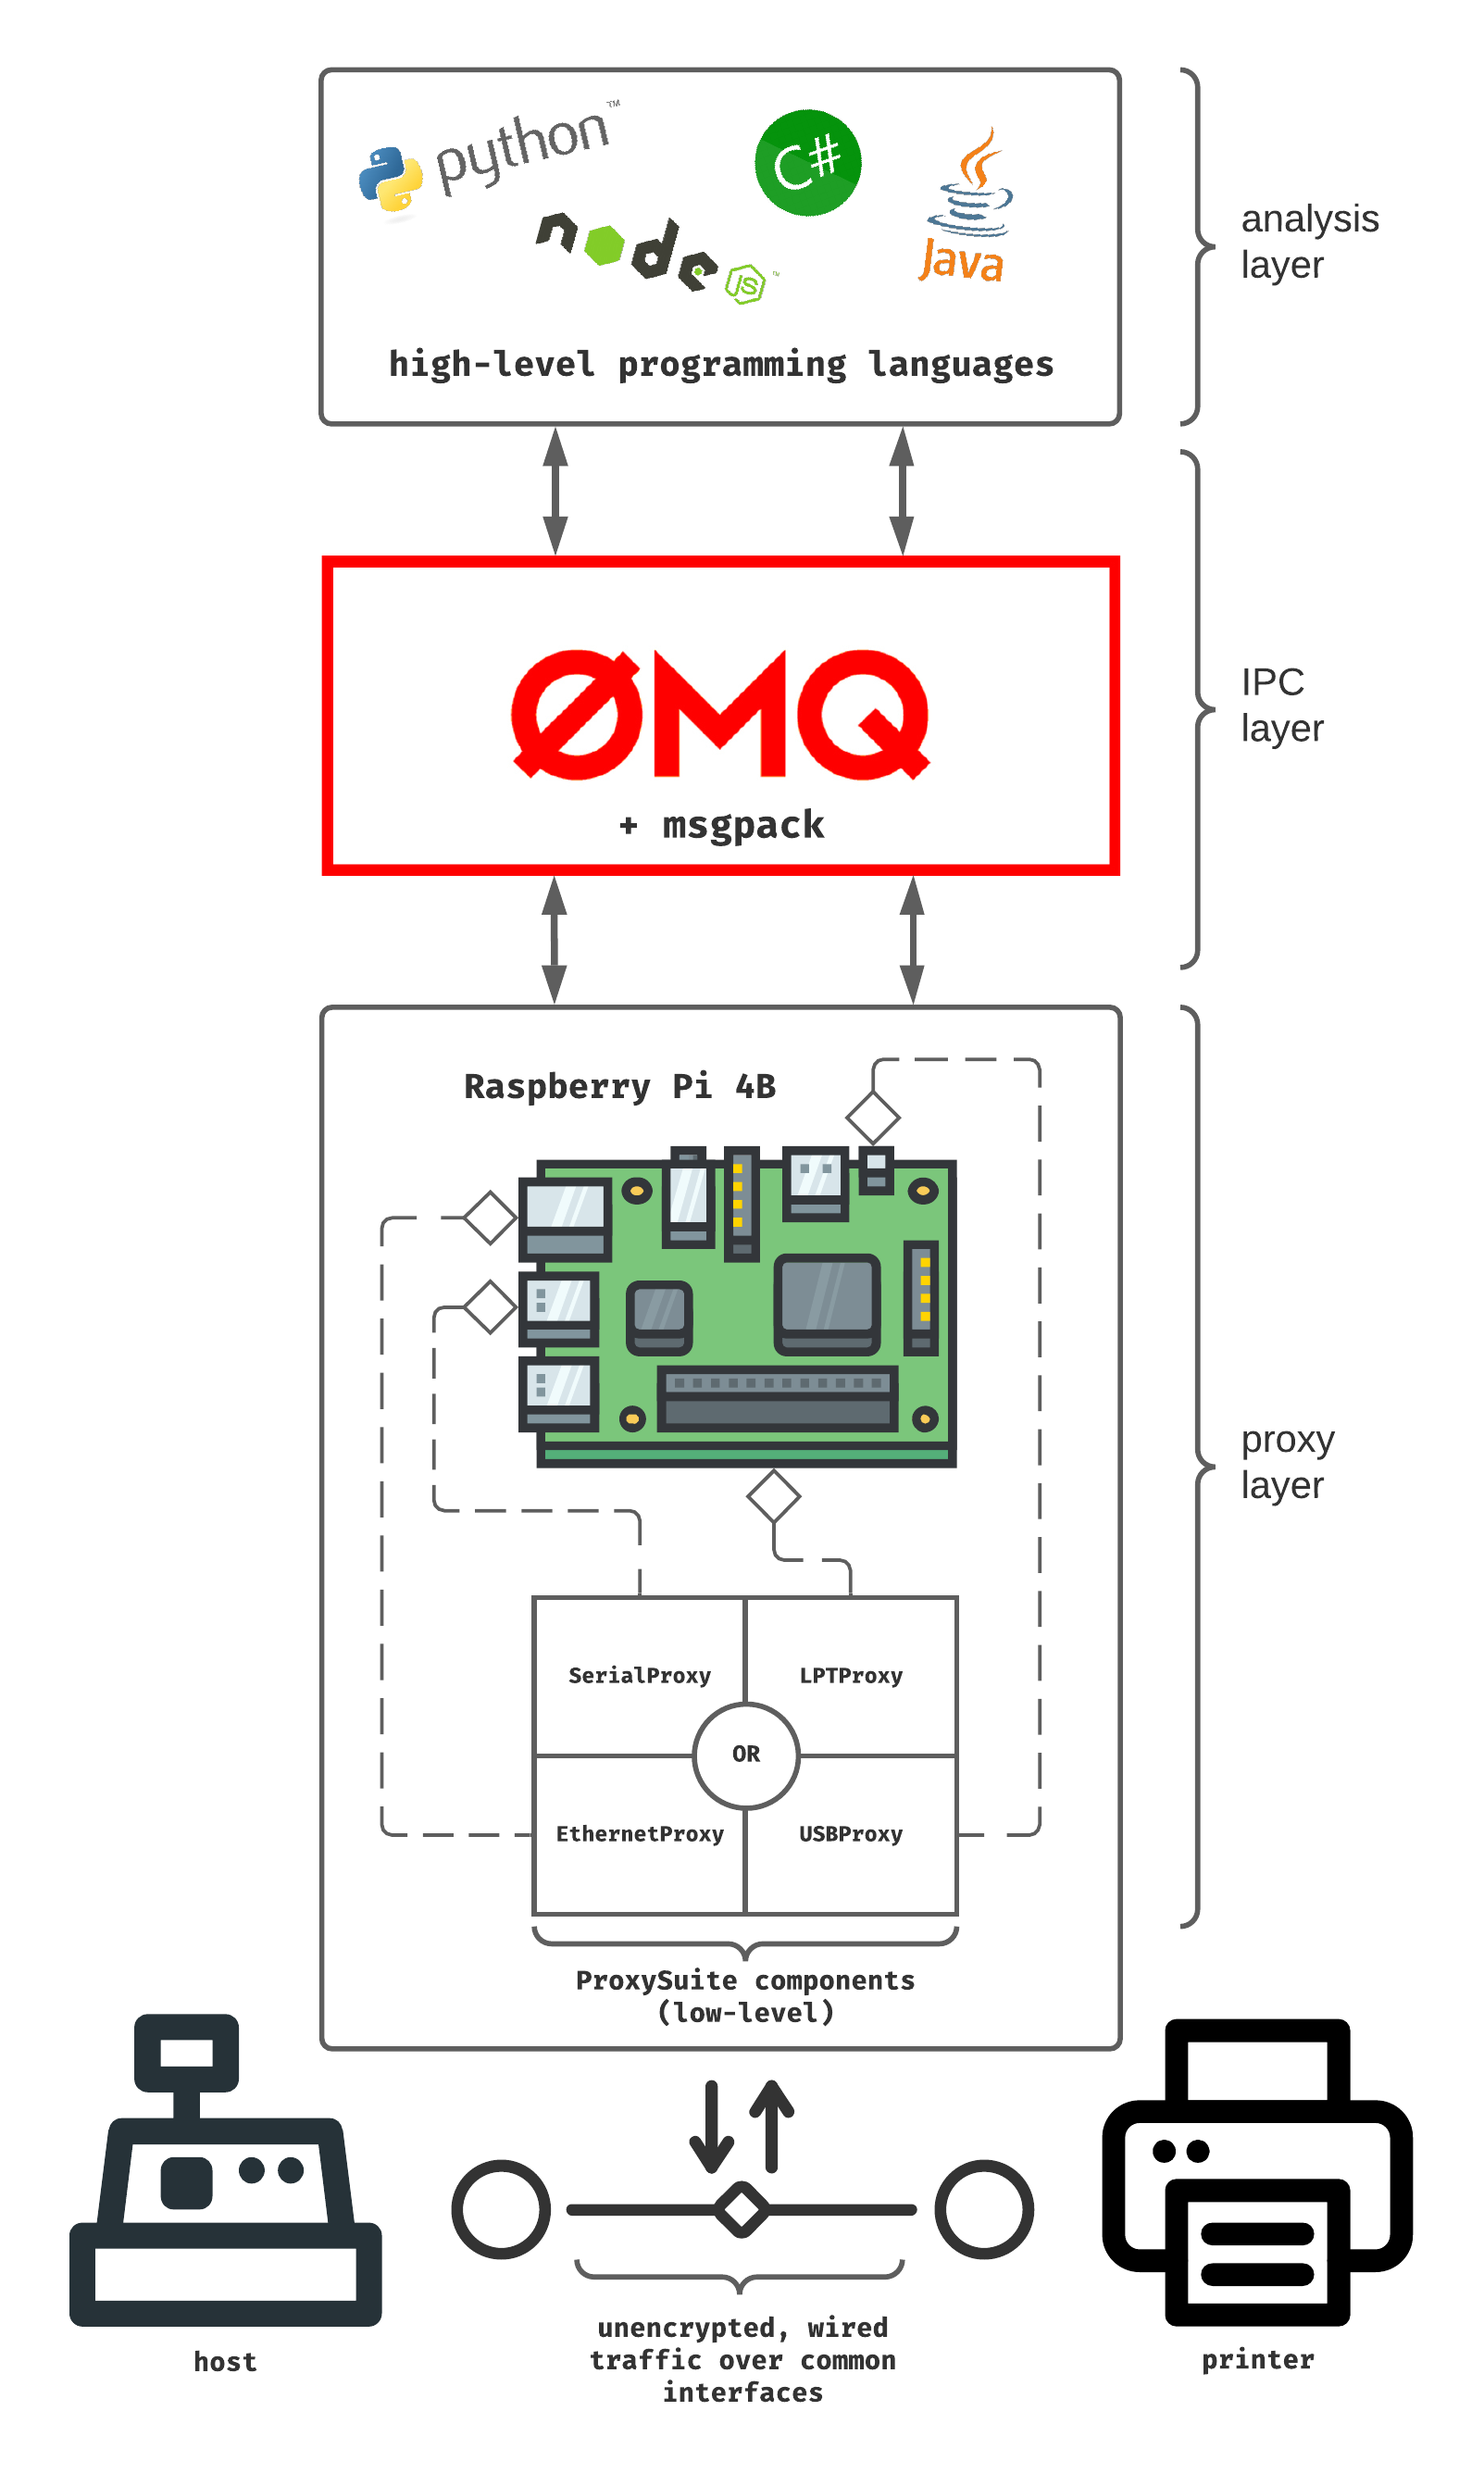 python™
C#
node
JS™
Java
high-level programming languages
analysis
layer
ØMQ
+ msgpack
IPC
layer
Raspberry Pi 4B
proxy
layer
SerialProxy
LPTProxy
OR
EthernetProxy
USBProxy
ProxySuite components
(low-level)
host
unencrypted, wired
traffic over common
interfaces
printer